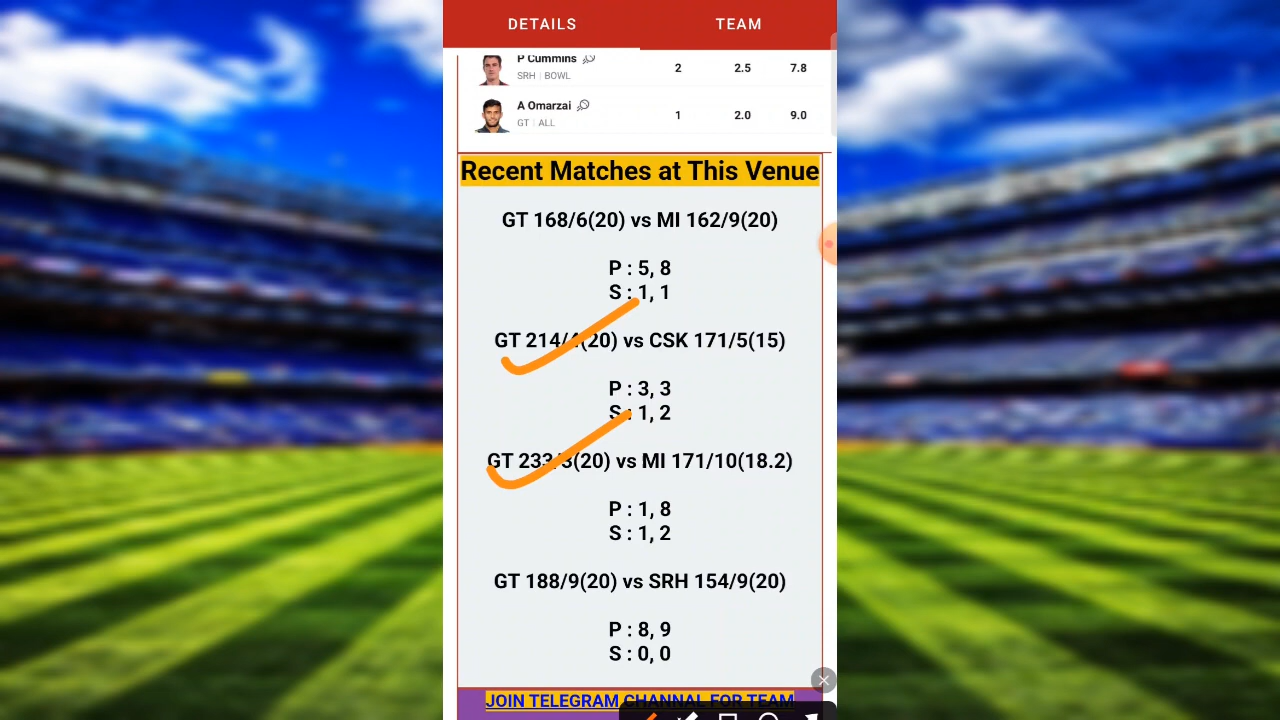 DETAILS TEAM
P Cummins
SRH | BOWL 2 2.5 7.8
A Omarzai
GT | ALL 1 2.0 9.0
Recent Matches at This Venue
GT 168/6(20) vs MI 162/9(20)
P : 5, 8
S : 1, 1
GT 214/4(20) vs CSK 171/5(15)
P : 3, 3
S : 1, 2
GT 233/3(20) vs MI 171/10(18.2)
P : 1, 8
S : 1, 2
GT 188/9(20) vs SRH 154/9(20)
P : 8, 9
S : 0, 0
JOIN TELEGRAM CHANNAL FOR TEAM